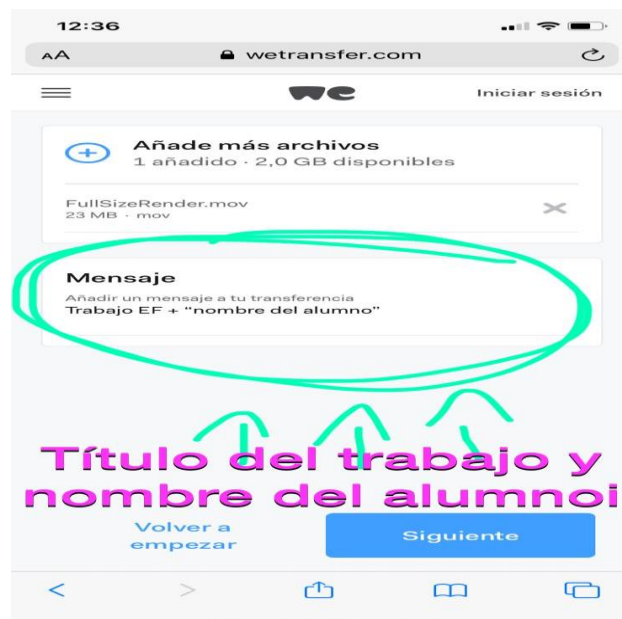 12:36
AA wetransfer.com
we Iniciar sesión
Añade más archivos
1 añadido · 2,0 GB disponibles
FullSizeRender.mov
23 MB · mov
Mensaje
Añadir un mensaje a tu transferencia
Trabajo EF + “nombre del alumno”
Título del trabajo y
nombre del alumnoi
Volver a
empezar
Siguiente